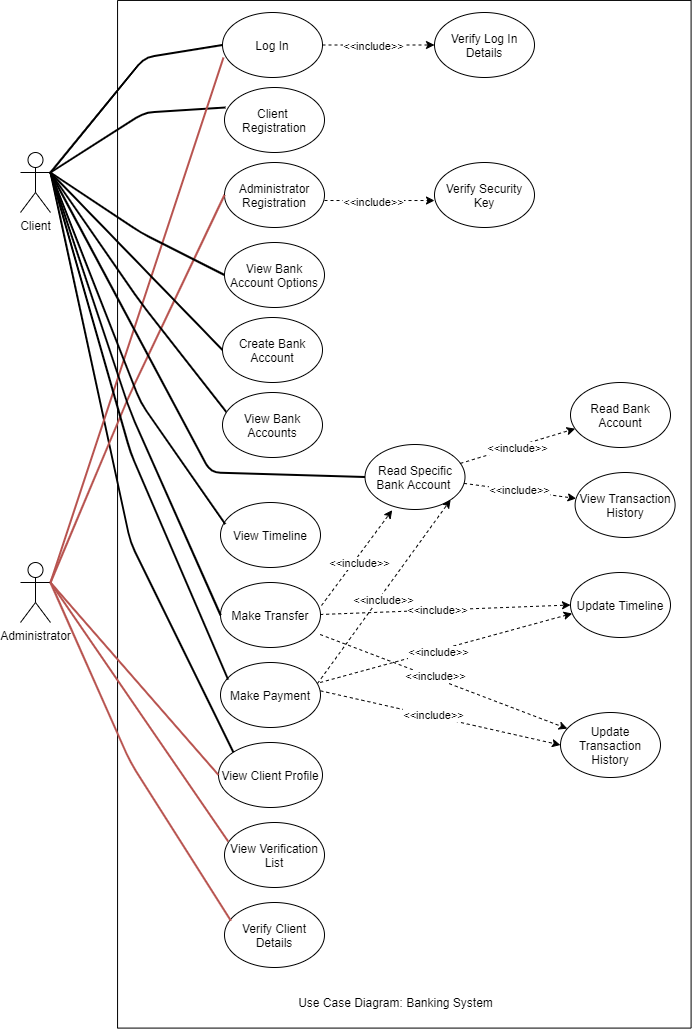 Log In
<<include>>
Verify Log In
Details
Client
Registration
Client
Administrator
Registration
<<include>>
Verify Security
Key
View Bank
Account Options
Create Bank
Account
View Bank
Accounts
Read Specific
Bank Account
<<include>>
Read Bank
Account
<<include>>
View Transaction
History
View Timeline
<<include>>
Administrator
Make Transfer
<<include>>
<<include>>
Update Timeline
<<include>>
<<include>>
Make Payment
<<include>>
Update
Transaction
History
View Client Profile
View Verification
List
Verify Client
Details
Use Case Diagram: Banking System